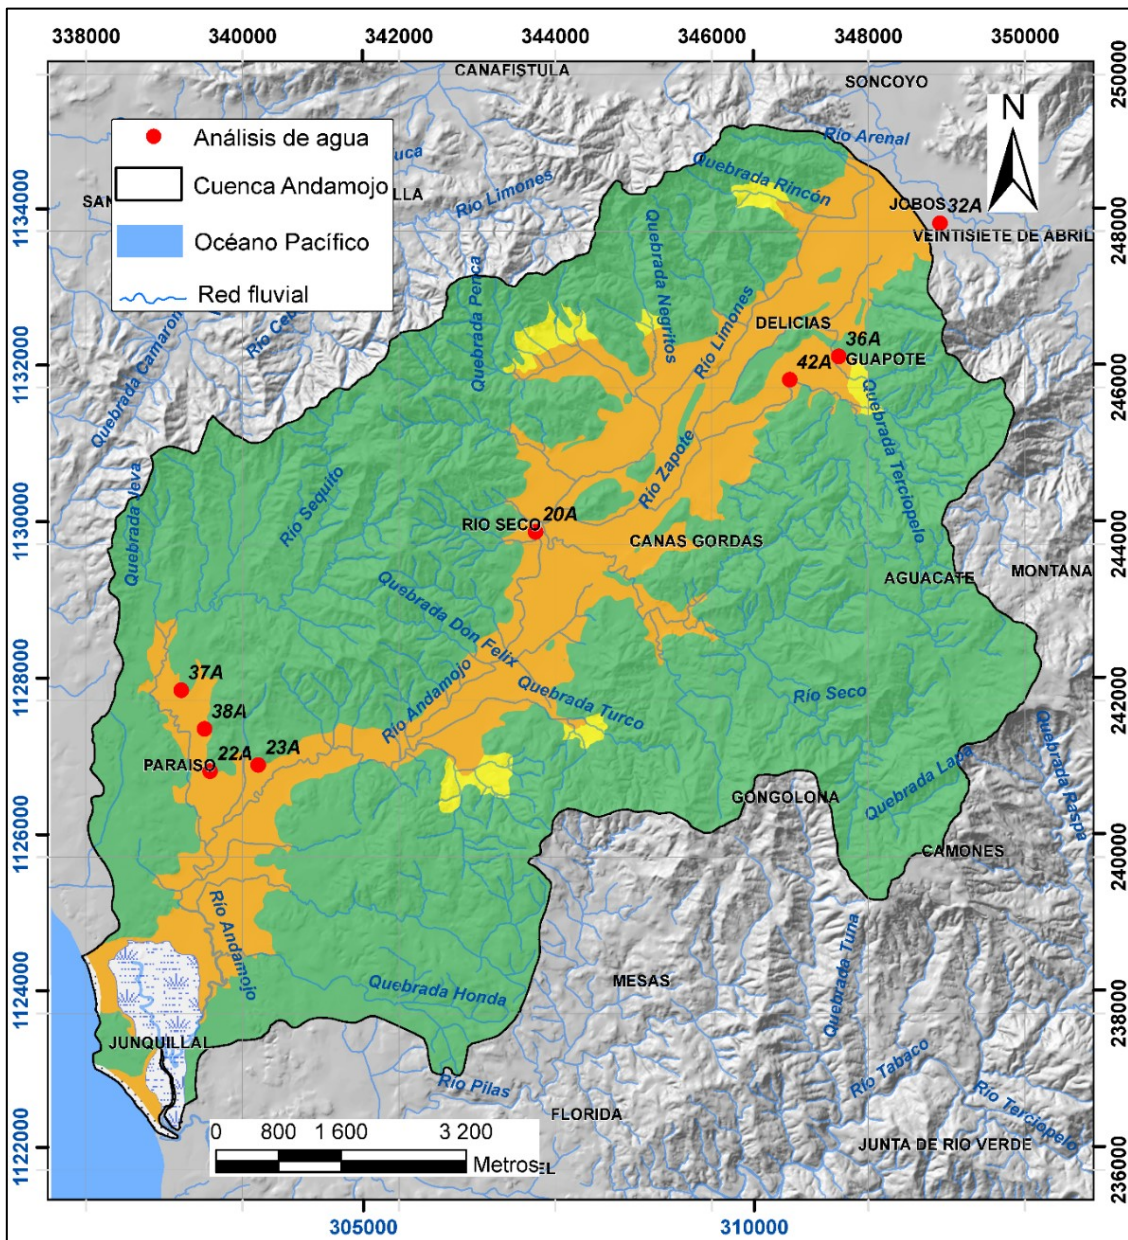 338000 340000 342000 344000 346000 348000 350000
250000
248000
246000
244000
242000
240000
238000
236000
1134000
1132000
1130000
1128000
1126000
1124000
1122000
305000 310000
Análisis de agua
Cuenca Andamojo
Océano Pacífico
Red fluvial
N
CANAFISTULA
SONCOYO
Río Arenal
Quebrada Rincón
Río Limones
JOBOS 32A
VEINTISIETE DE ABRIL
Quebrada Camaron
Quebrada Penca
Quebrada Negritos
Río Limones
DELICIAS
36A
GUAPOTE
42A
Quebrada Terciopelo
Río Zapote
Río Sequito
20A
RIO SECO
CANAS GORDAS
AGUACATE
MONTANA
Quebrada Don Felix
Río Andamojo
Quebrada Turco
Río Seco
37A
38A
22A
23A
PARAISO
Quebrada Lapa
Quebrada Raspa
GONGOLONA
CAMONES
Río Andamojo
Quebrada Honda
MESAS
Quebrada Tuna
JUNQUILLAL
Río Pilas
FLORIDA
Río Tabaco
Río Terciopelo
JUNTA DE RIO VERDE
0 800 1 600 3 200
Metros